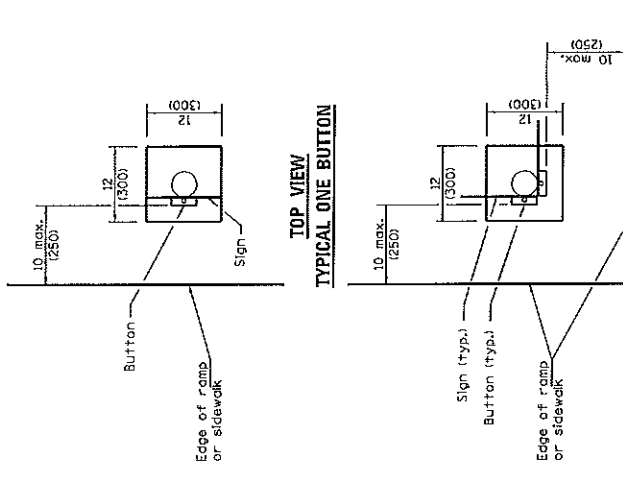 10 max.
(250)
12
(300)
12
(300)
Button
Sign
Edge of ramp
or sidewalk
TOP VIEW
TYPICAL ONE BUTTON
10 max.
(250)
12
(300)
12
(300)
10 max.
(250)
Sign (typ.)
Button (typ.)
Edge of ramp
or sidewalk